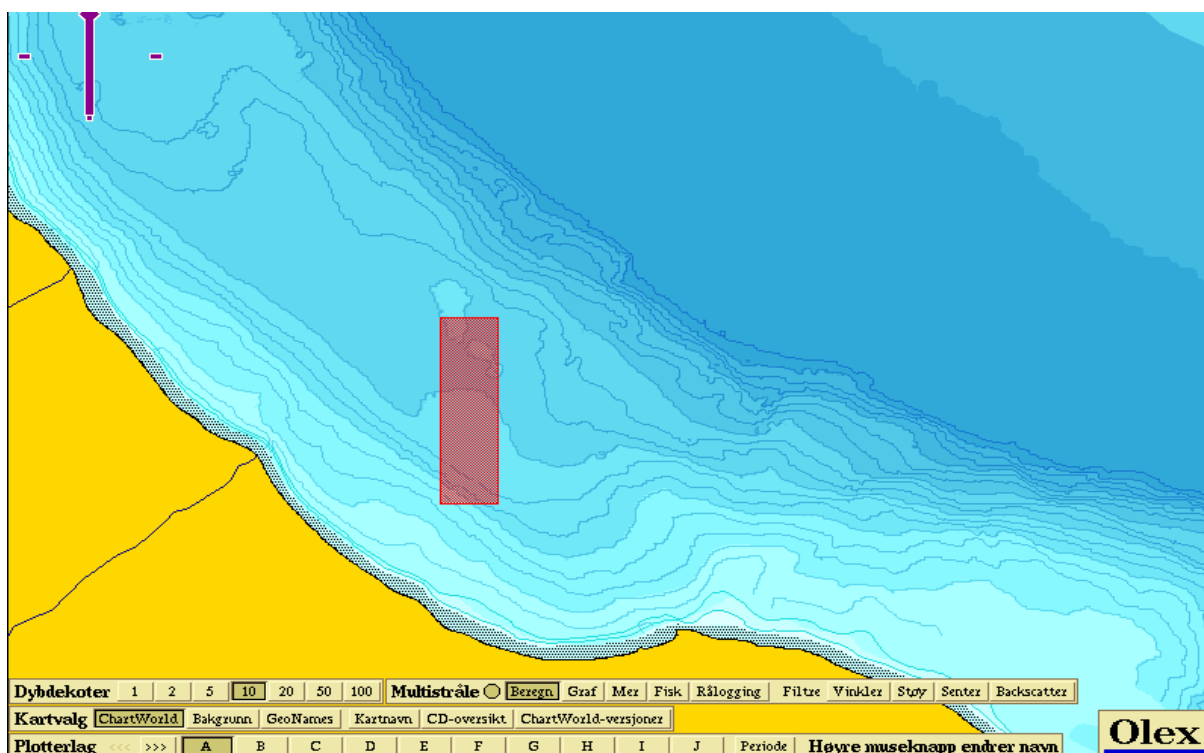 Dybdekoter 1 2 5 10 20 50 100 Multistråle Beregn Graf Mer Fisk Rålogging Filtre Vinkler Støy Senter Backscatter
Kartvalg ChartWorld Bakgrunn GeoNames Kartnavn CD-oversikt ChartWorld-versjoner
Plotterlag <<< >>> A B C D E F G H I J Periode Høyre museknapp endrer navn
Olex